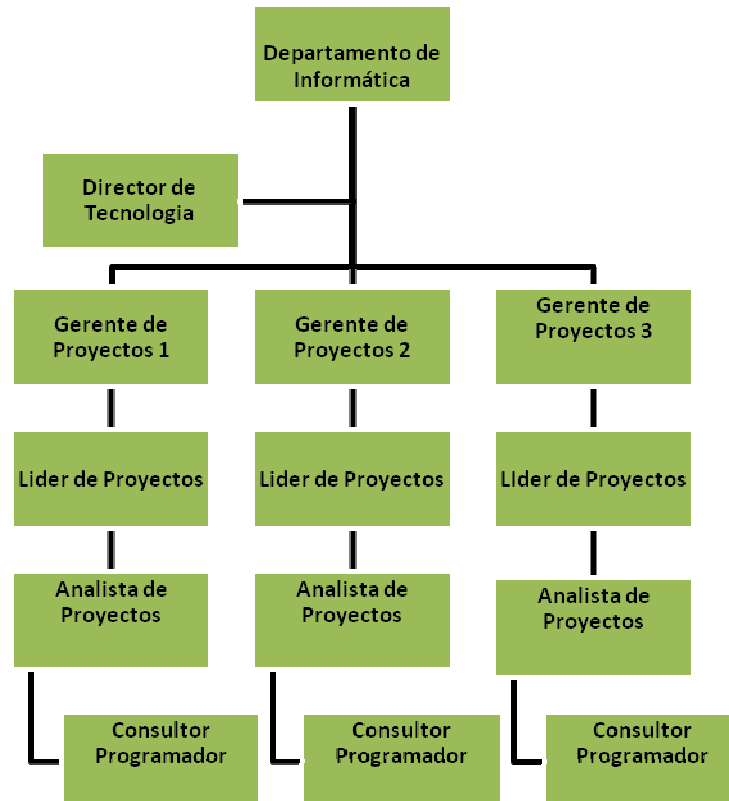 Departamento de
Informática
Director de
Tecnologia
Gerente de
Proyectos 1
Gerente de
Proyectos 2
Gerente de
Proyectos 3
Lider de Proyectos
Lider de Proyectos
LIder de Proyectos
Analista de
Proyectos
Analista de
Proyectos
Analista de
Proyectos
Consultor
Programador
Consultor
Programador
Consultor
Programador